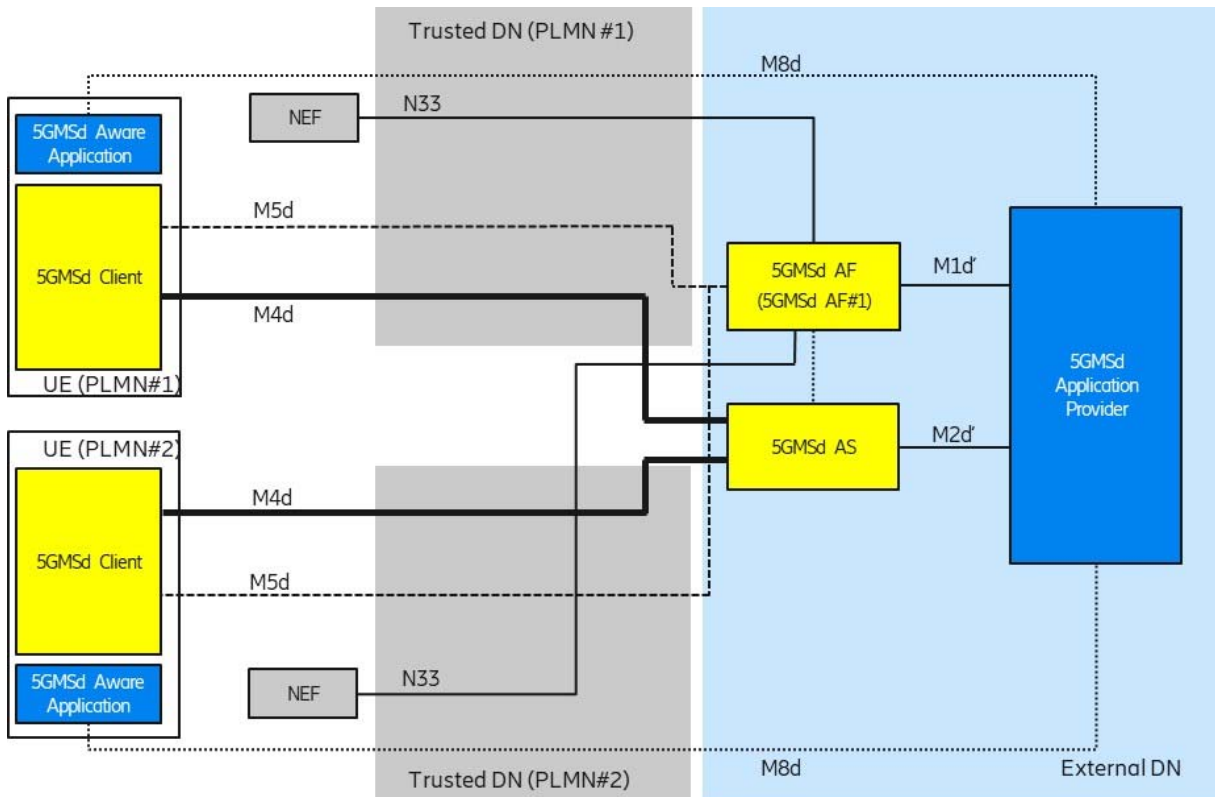 Trusted DN (PLMN #1)
M8d
N33
NEF
5GMSd Aware
Application
M5d
5GMSd Client
M4d
UE (PLMN#1)
5GMSd AF
(5GMSd AF#1)
M1d'
5GMSd
Application
Provider
5GMSd AS
M2d'
UE (PLMN#2)
M4d
5GMSd Client
M5d
5GMSd Aware
Application
NEF
N33
M8d
External DN
Trusted DN (PLMN#2)